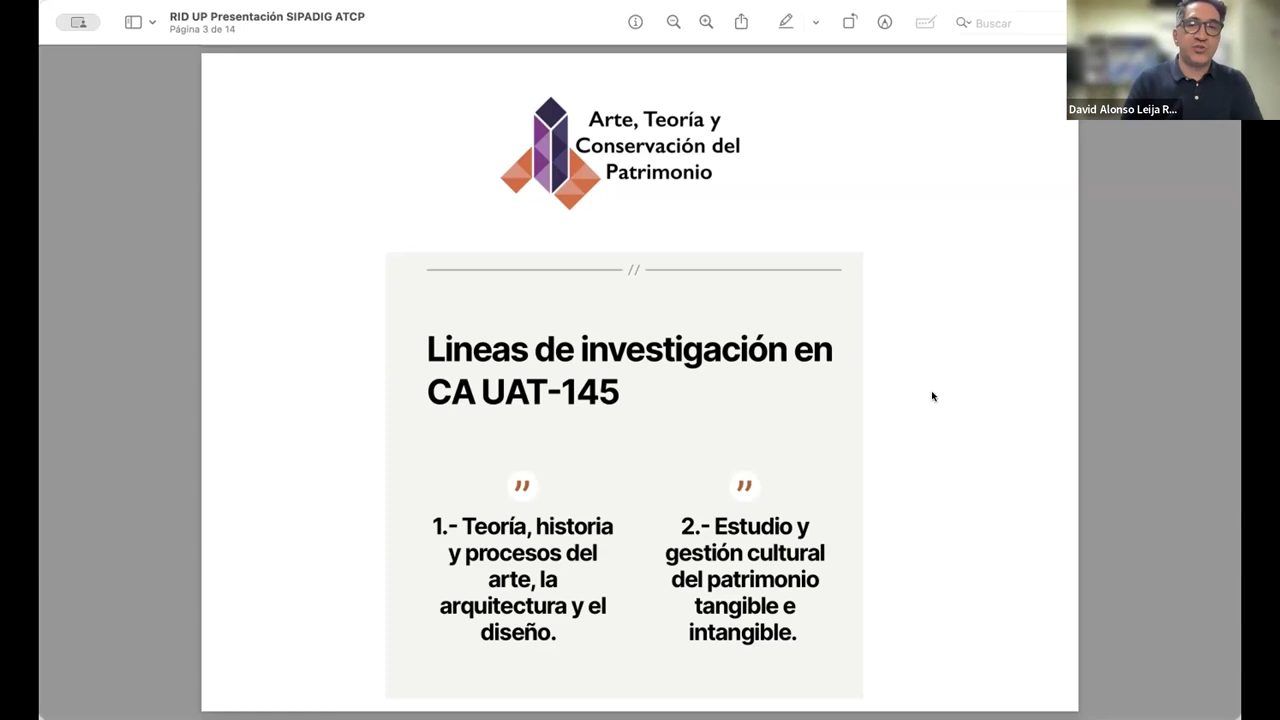 RID UP Presentación SIPADIG ATCP
Página 3 de 14
Buscar
David Alonso Leija R...
Arte, Teoría y
Conservación del
Patrimonio
//
Lineas de investigación en
CA UAT-145
”
1.- Teoría, historia
y procesos del
arte, la
arquitectura y el
diseño.
”
2.- Estudio y
gestión cultural
del patrimonio
tangible e
intangible.